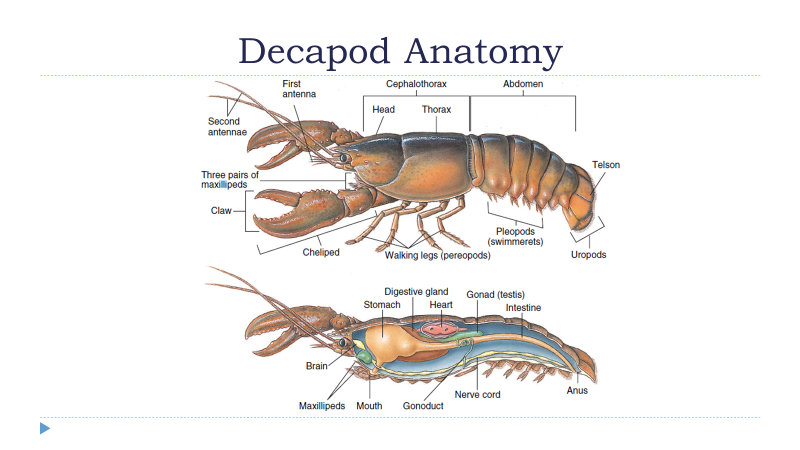 Decapod Anatomy
First
antenna
Cephalothorax
Abdomen
Head
Thorax
Second
antennae
Telson
Three pairs of
maxillipeds
Claw
Pleopods
(swimmerets)
Cheliped
Walking legs (pereopods)
Uropods
Digestive gland
Gonad (testis)
Stomach
Heart
Intestine
Brain
Anus
Nerve cord
Maxillipeds
Mouth
Gonoduct